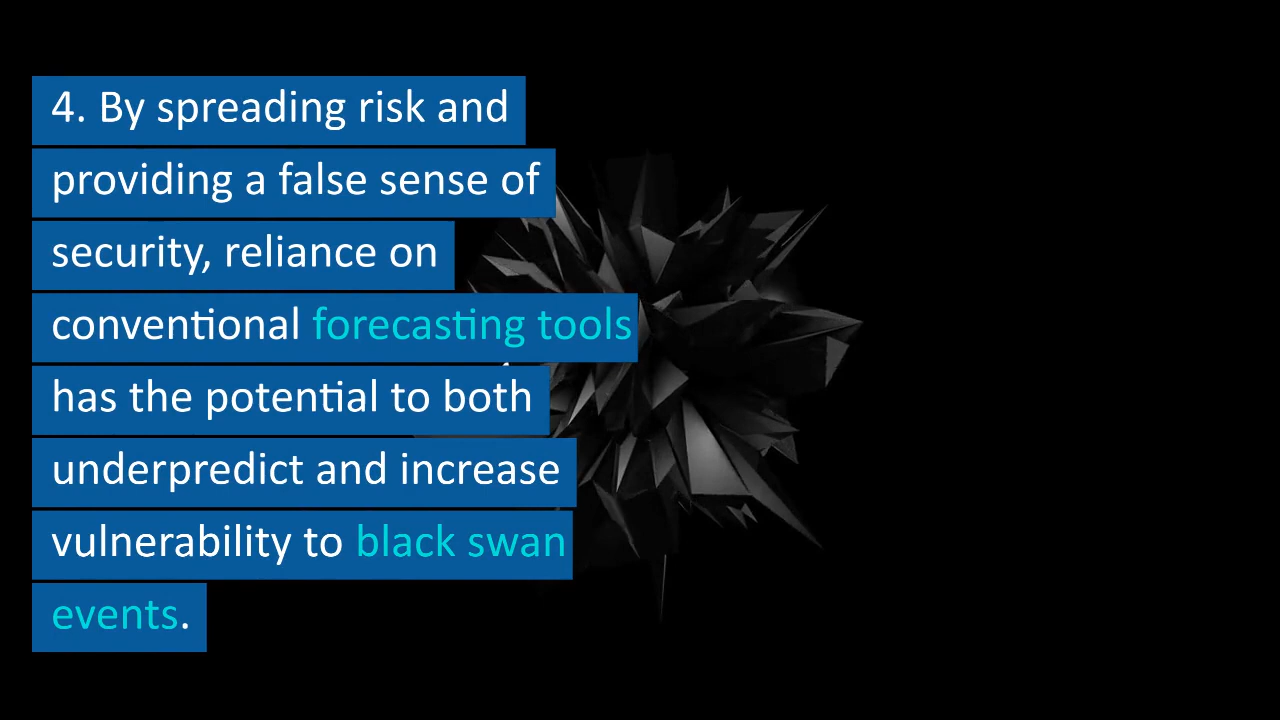 4. By spreading risk and
providing a false sense of
security, reliance on
conventional forecasting tools
has the potential to both
underpredict and increase
vulnerability to black swan
events.